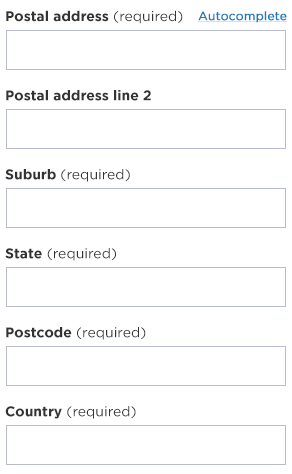 Postal address (required) Autocomplete
Postal address line 2
Suburb (required)
State (required)
Postcode (required)
Country (required)